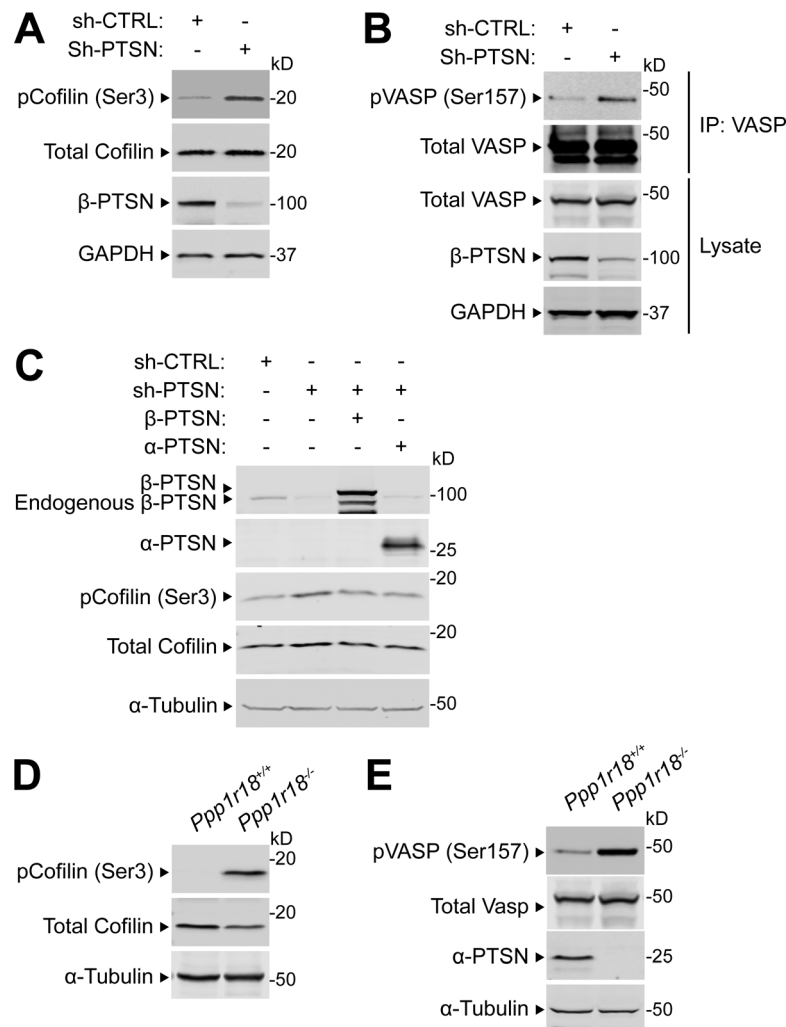 A
sh-CTRL: + -
Sh-PTSN: - +
kD
pCofilin (Ser3) -20
Total Cofilin -20
β-PTSN -100
GAPDH -37
B
sh-CTRL: + -
Sh-PTSN: - +
kD
pVASP (Ser157) -50
Total VASP -50
IP: VASP
Total VASP -50
β-PTSN -100
GAPDH -37
Lysate
C
sh-CTRL: + - - -
sh-PTSN: - + + +
β-PTSN: - - + -
α-PTSN: - - - +
kD
β-PTSN
Endogenous β-PTSN -100
α-PTSN -25
pCofilin (Ser3) -20
Total Cofilin -20
α-Tubulin -50
D
Ppp1r18+/+ Ppp1r18-/-
kD
pCofilin (Ser3) -20
Total Cofilin -20
α-Tubulin -50
E
Ppp1r18+/+ Ppp1r18-/-
kD
pVASP (Ser157) -50
Total Vasp -50
α-PTSN -25
α-Tubulin -50